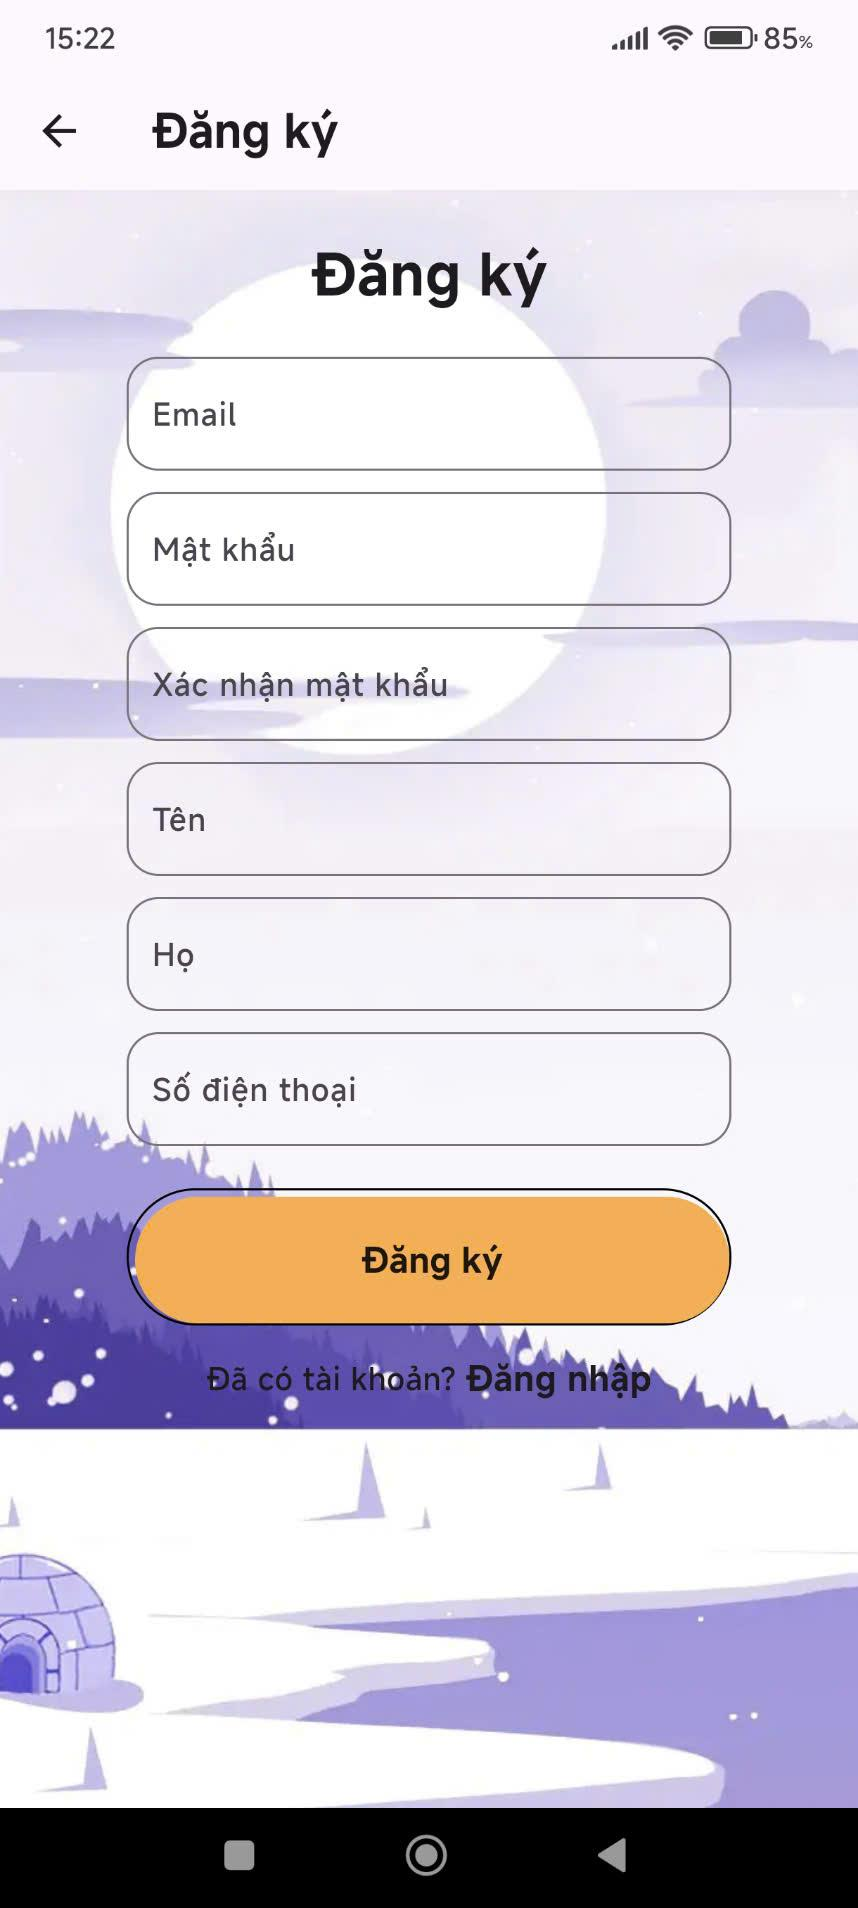 15:22 85%
Đăng ký
Đăng ký
Email
Mật khẩu
Xác nhận mật khẩu
Tên
Họ
Số điện thoại
Đăng ký
Đã có tài khoản? Đăng nhập